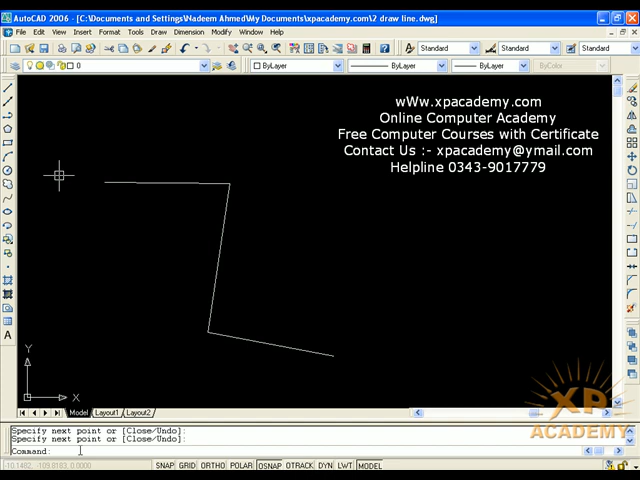 AutoCAD 2006 - [C:\Documents and Settings\Nadeem Ahmed\My Documents\xpacademy.com\2 draw line.dwg]
File Edit View Insert Format Tools Draw Dimension Modify Window Help
Standard Standard Standard
0 ByLayer ByLayer ByLayer ByColor
wWw.xpacademy.com
Online Computer Academy
Free Computer Courses with Certificate
Contact Us :- xpacademy@ymail.com
Helpline 0343-9017779
Y
X
Model Layout1 Layout2
XP
ACADEMY
Specify next point or [Close/Undo]:
Specify next point or [Close/Undo]:
Command:
SNAP GRID ORTHO POLAR OSNAP OTRACK DYN LWT MODEL